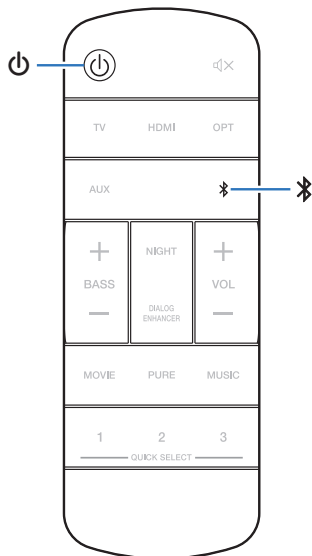 TV HDMI OPT
AUX
+ NIGHT +
BASS VOL
DIALOG
ENHANCER
— —
MOVIE PURE MUSIC
1 2 3
QUICK SELECT